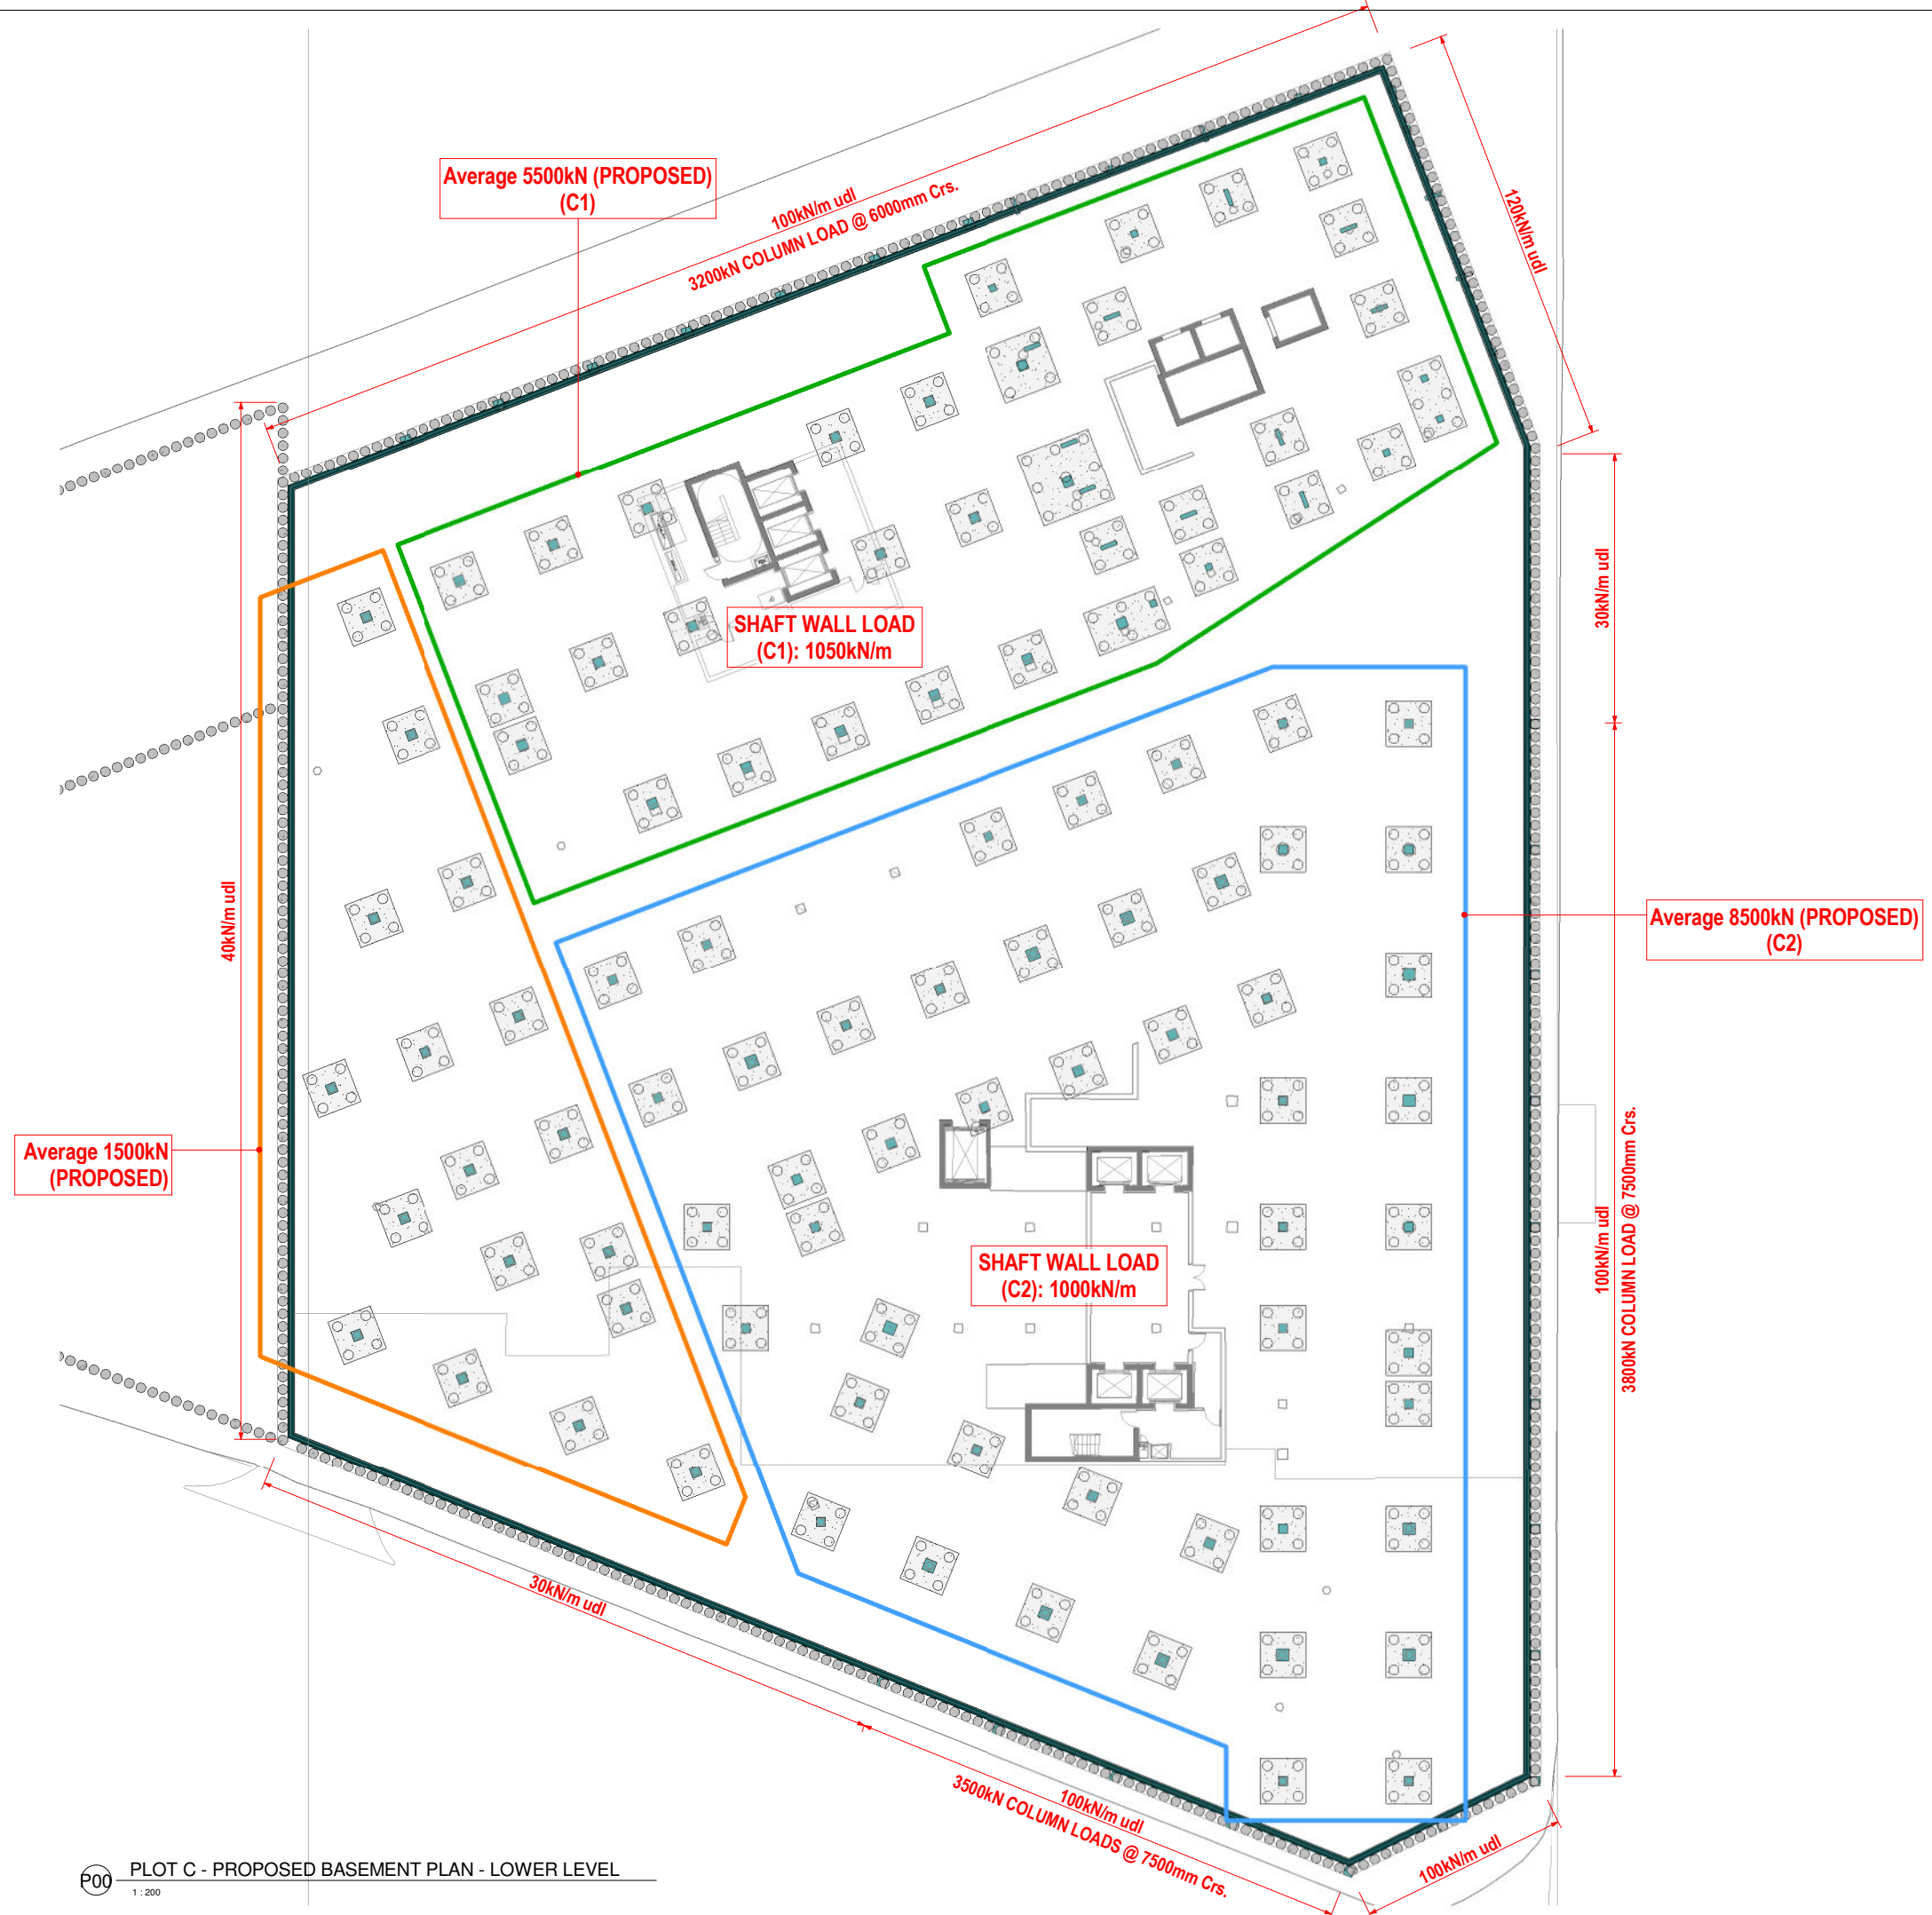 Average 5500kN (PROPOSED)
(C1)
100kN/m udl
3200kN COLUMN LOAD @ 6000mm Crs.
120kN/m udl
30kN/m udl
SHAFT WALL LOAD
(C1): 1050kN/m
40kN/m udl
Average 8500kN (PROPOSED)
(C2)
Average 1500kN
(PROPOSED)
SHAFT WALL LOAD
(C2): 1000kN/m
100kN/m udl
3800kN COLUMN LOAD @ 7500mm Crs.
30kN/m udl
100kN/m udl
3500kN COLUMN LOADS @ 7500mm Crs.
100kN/m udl
P00
PLOT C - PROPOSED BASEMENT PLAN - LOWER LEVEL
1 : 200